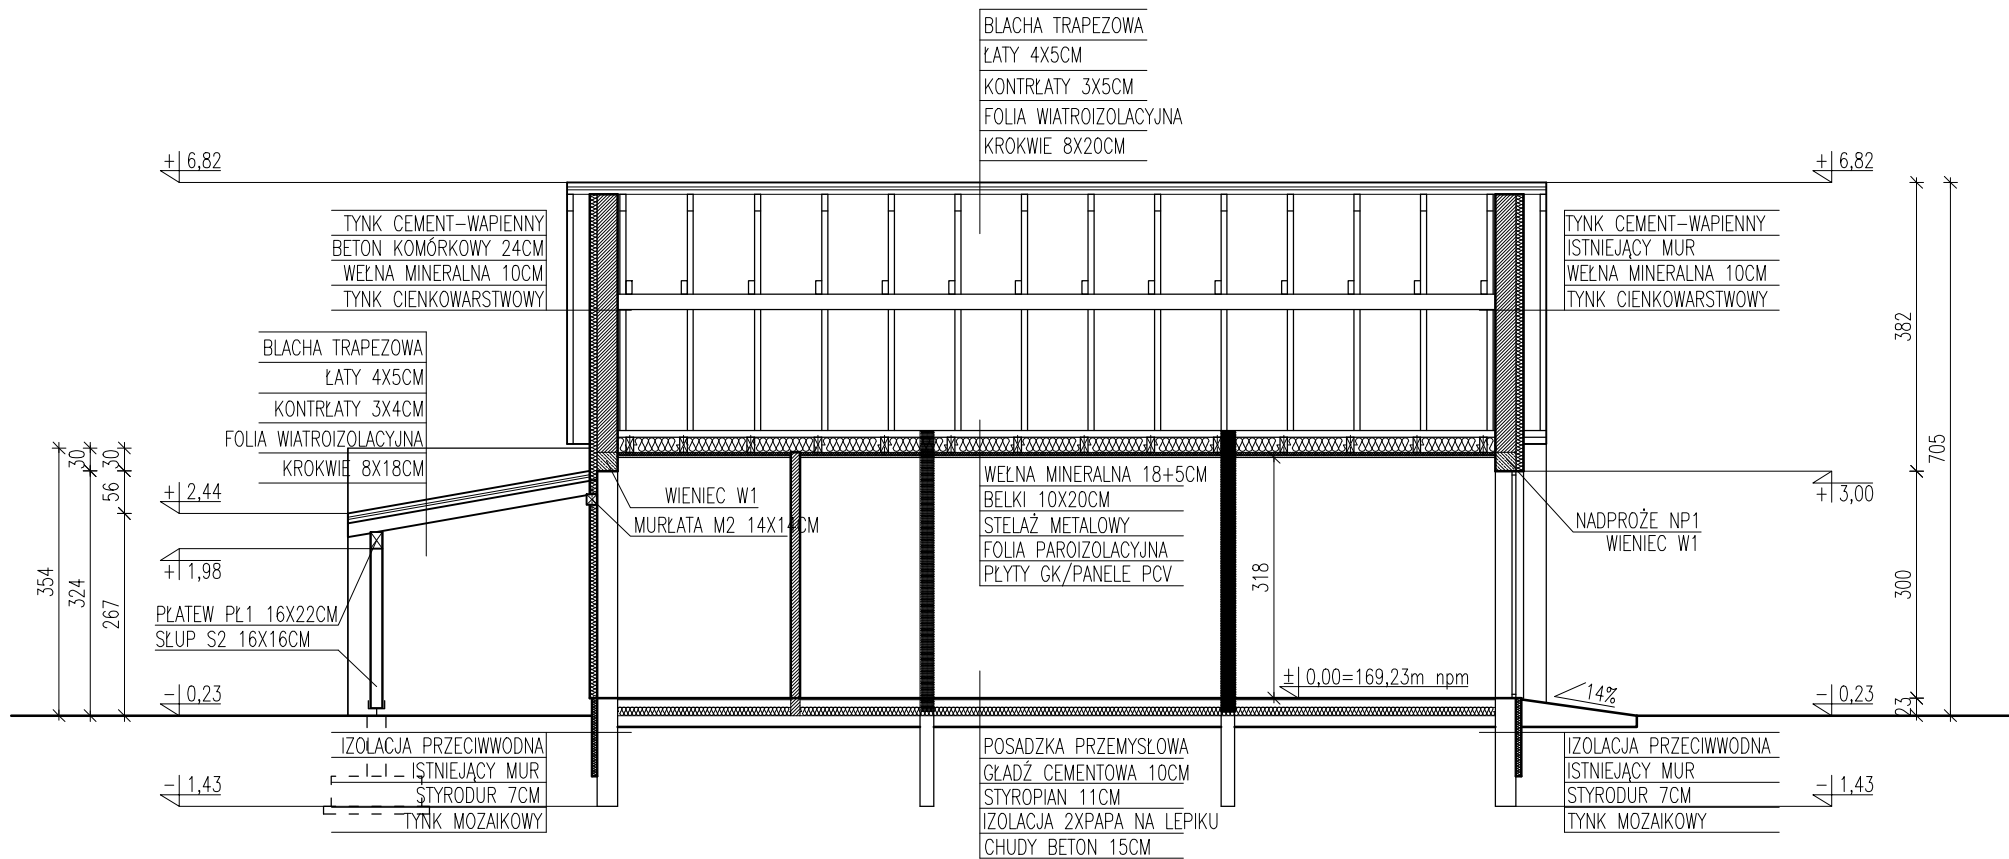 BLACHA TRAPEZOWA
ŁATY 4X5CM
KONTRŁATY 3X5CM
FOLIA WIATROIZOLACYJNA
KROKWIE 8X20CM
+ 6,82
+ 6,82
TYNK CEMENT-WAPIENNY
BETON KOMÓRKOWY 24CM
WEŁNA MINERALNA 10CM
TYNK CIENKOWARSTWOWY
TYNK CEMENT-WAPIENNY
ISTNIEJĄCY MUR
WEŁNA MINERALNA 10CM
TYNK CIENKOWARSTWOWY
BLACHA TRAPEZOWA
ŁATY 4X5CM
KONTRŁATY 3X4CM
FOLIA WIATROIZOLACYJNA
KROKWIE 8X18CM
382
705
30
30
56
354
324
267
+ 2,44
+ 1,98
WIENIEC W1
MURŁATA M2 14X14CM
WEŁNA MINERALNA 18+5CM
BELKI 10X20CM
STELAŻ METALOWY
FOLIA PAROIZOLACYJNA
PŁYTY GK/PANELE PCV
318
+ 3,00
NADPROŻE NP1
WIENIEC W1
300
PŁATEW PŁ1 16X22CM
SŁUP S2 16X16CM
- 0,23
± 0,00=169,23m npm
14%
- 0,23
23
IZOLACJA PRZECIWWODNA
ISTNIEJĄCY MUR
STYRODUR 7CM
TYNK MOZAIKOWY
- 1,43
POSADZKA PRZEMYSŁOWA
GŁADŹ CEMENTOWA 10CM
STYROPIAN 11CM
IZOLACJA 2XPAPA NA LEPIKU
CHUDY BETON 15CM
IZOLACJA PRZECIWWODNA
ISTNIEJĄCY MUR
STYRODUR 7CM
TYNK MOZAIKOWY
- 1,43